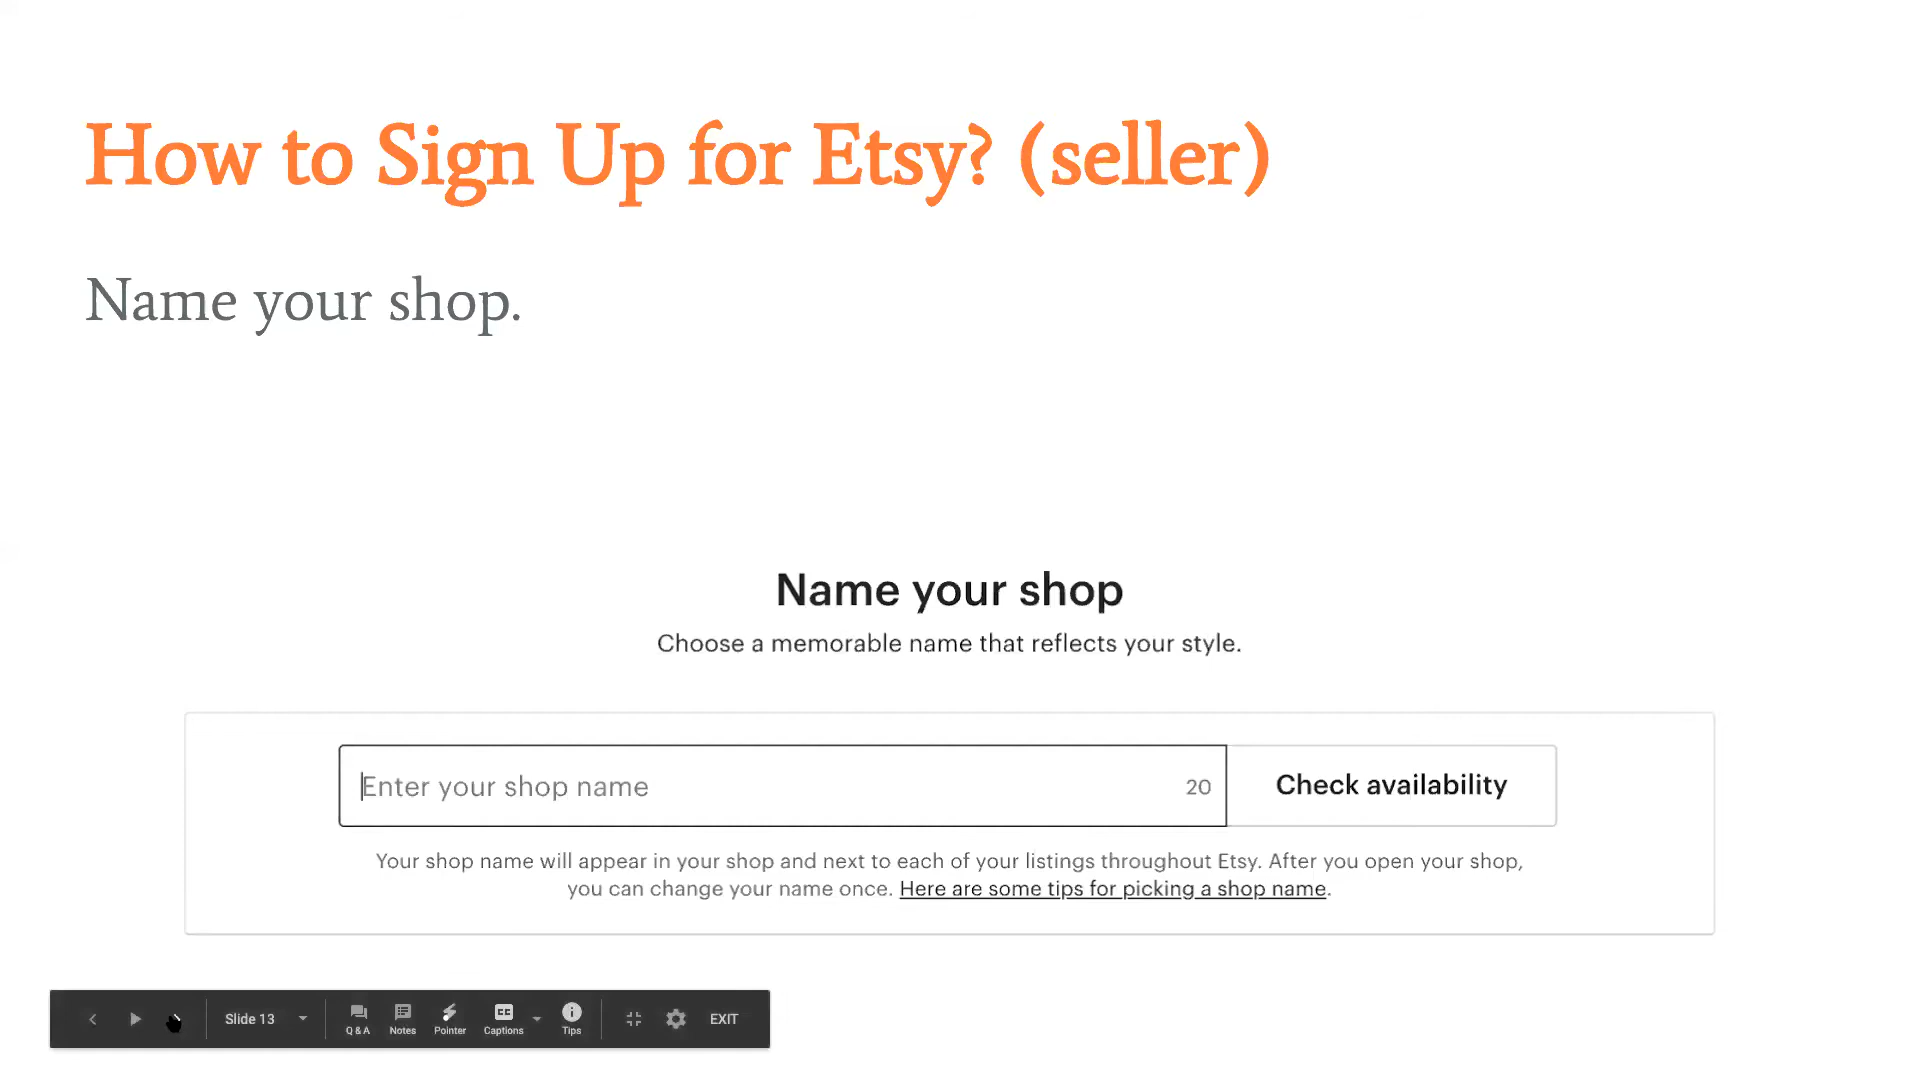 How to Sign Up for Etsy? (seller)
Name your shop.
Name your shop
Choose a memorable name that reflects your style.
Enter your shop name 20 Check availability
Your shop name will appear in your shop and next to each of your listings throughout Etsy. After you open your shop,
you can change your name once. Here are some tips for picking a shop name.
Slide 13 Q & A Notes Pointer CC Captions Tips EXIT